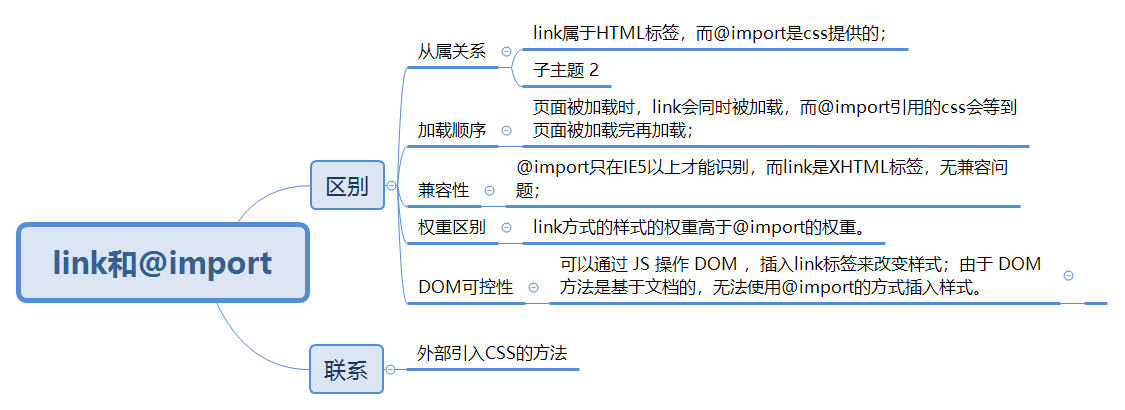 link和@import
区别
从属关系
link属于HTML标签，而@import是css提供的；
子主题 2
加载顺序
页面被加载时，link会同时被加载，而@import引用的css会等到
页面被加载完再加载；
兼容性
@import只在IE5以上才能识别，而link是XHTML标签，无兼容问
题；
权重区别
link方式的样式的权重高于@import的权重。
DOM可控性
可以通过 JS 操作 DOM ，插入link标签来改变样式；由于 DOM
方法是基于文档的，无法使用@import的方式插入样式。
联系
外部引入CSS的方法